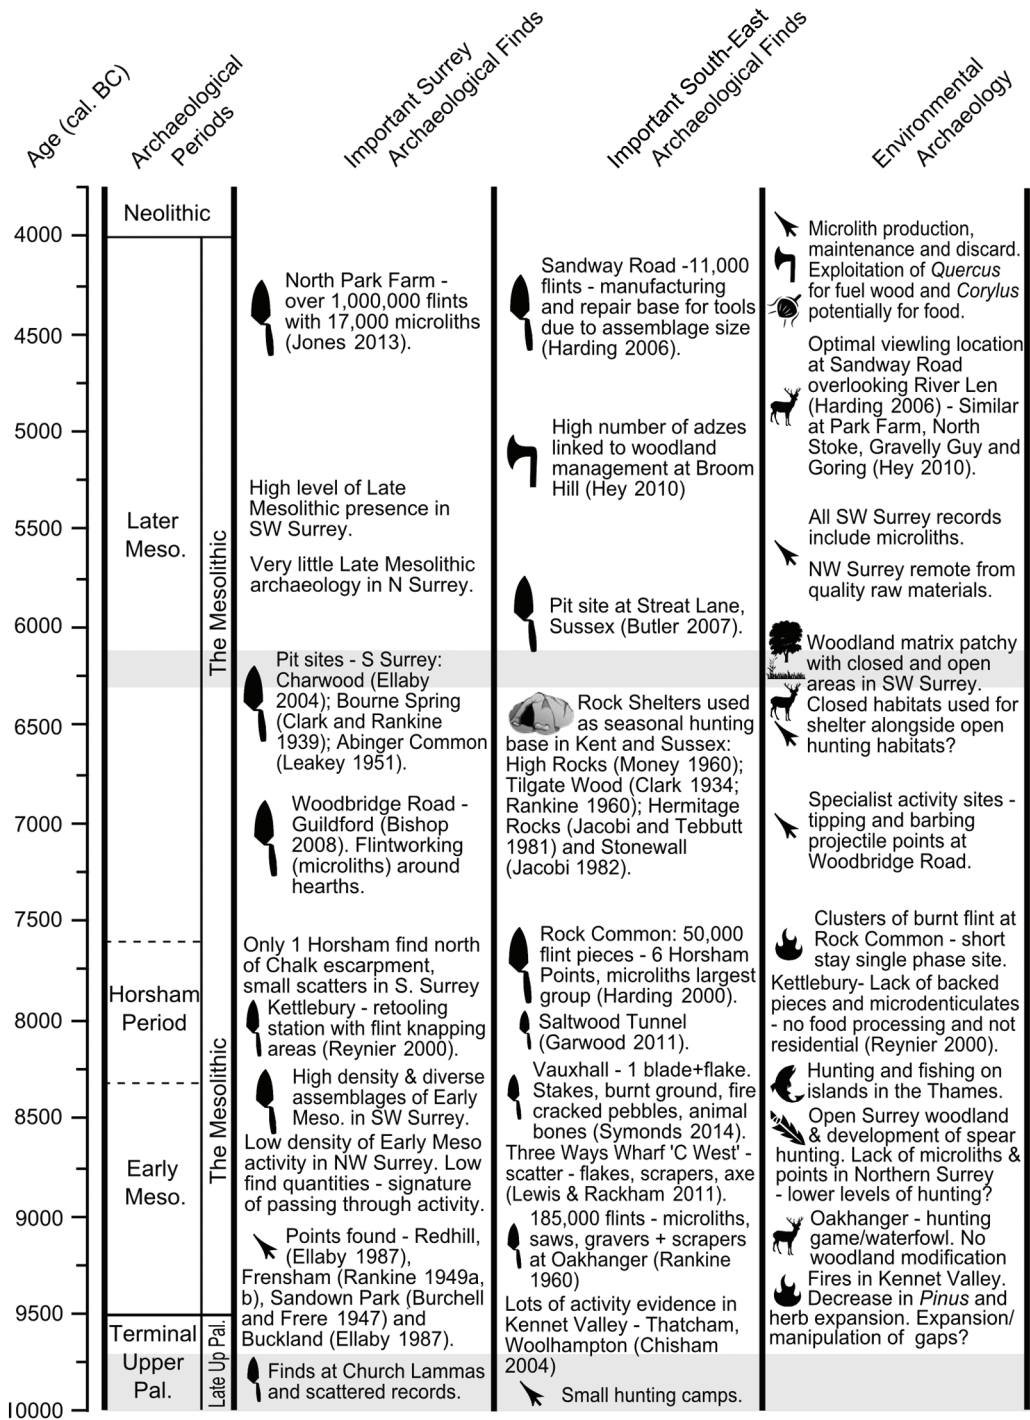 Age (cal. BC)
Archaeological
Periods
Important Surrey
Archaeological Finds
Important South-East
Archaeological Finds
Environmental
Archaeology
4000
4500
5000
5500
6000
6500
7000
7500
8000
8500
9000
9500
10000
Neolithic
Later
Meso.
Horsham
Period
Early
Meso.
Terminal
Upper
Pal.
The Mesolithic
The Mesolithic
Late Up Pal.
North Park Farm -
over 1,000,000 flints
with 17,000 microliths
(Jones 2013).
High level of Late
Mesolithic presence in
SW Surrey.
Very little Late Mesolithic
archaeology in N Surrey.
Pit sites - S Surrey:
Charwood (Ellaby
2004); Bourne Spring
(Clark and Rankine
1939); Abinger Common
(Leakey 1951).
Woodbridge Road -
Guildford (Bishop
2008). Flintworking
(microliths) around
hearths.
Only 1 Horsham find north
of Chalk escarpment,
small scatters in S. Surrey
Kettlebury - retooling
station with flint knapping
areas (Reynier 2000).
High density & diverse
assemblages of Early
Meso. in SW Surrey.
Low density of Early Meso
activity in NW Surrey. Low
find quantities - signature
of passing through activity.
Points found - Redhill,
(Ellaby 1987),
Frensham (Rankine 1949a,
b), Sandown Park (Burchell
and Frere 1947) and
Buckland (Ellaby 1987).
Finds at Church Lammas
and scattered records.
Sandway Road -11,000
flints - manufacturing
and repair base for tools
due to assemblage size
(Harding 2006).
High number of adzes
linked to woodland
management at Broom
Hill (Hey 2010)
Pit site at Streat Lane,
Sussex (Butler 2007).
Rock Shelters used
as seasonal hunting
base in Kent and Sussex:
High Rocks (Money 1960);
Tilgate Wood (Clark 1934;
Rankine 1960); Hermitage
Rocks (Jacobi and Tebbutt
1981) and Stonewall
(Jacobi 1982).
Rock Common: 50,000
flint pieces - 6 Horsham
Points, microliths largest
group (Harding 2000).
Saltwood Tunnel
(Garwood 2011).
Vauxhall - 1 blade+flake.
Stakes, burnt ground, fire
cracked pebbles, animal
bones (Symonds 2014).
Three Ways Wharf 'C West' -
scatter - flakes, scrapers, axe
(Lewis & Rackham 2011).
185,000 flints - microliths,
saws, gravers + scrapers
at Oakhanger (Rankine
1960)
Lots of activity evidence in
Kennet Valley - Thatcham,
Woolhampton (Chisham
2004)
Small hunting camps.
Microlith production,
maintenance and discard.
Exploitation of Quercus
for fuel wood and Corylus
potentially for food.
Optimal viewling location
at Sandway Road
overlooking River Len
(Harding 2006) - Similar
at Park Farm, North
Stoke, Gravelly Guy and
Goring (Hey 2010).
All SW Surrey records
include microliths.
NW Surrey remote from
quality raw materials.
Woodland matrix patchy
with closed and open
areas in SW Surrey.
Closed habitats used for
shelter alongside open
hunting habitats?
Specialist activity sites -
tipping and barbing
projectile points at
Woodbridge Road.
Clusters of burnt flint at
Rock Common - short
stay single phase site.
Kettlebury- Lack of backed
pieces and microdenticulates
- no food processing and not
residential (Reynier 2000).
Hunting and fishing on
islands in the Thames.
Open Surrey woodland
& development of spear
hunting. Lack of microliths &
points in Northern Surrey
- lower levels of hunting?
Oakhanger - hunting
game/waterfowl. No
woodland modification
Fires in Kennet Valley.
Decrease in Pinus and
herb expansion. Expansion/
manipulation of gaps?